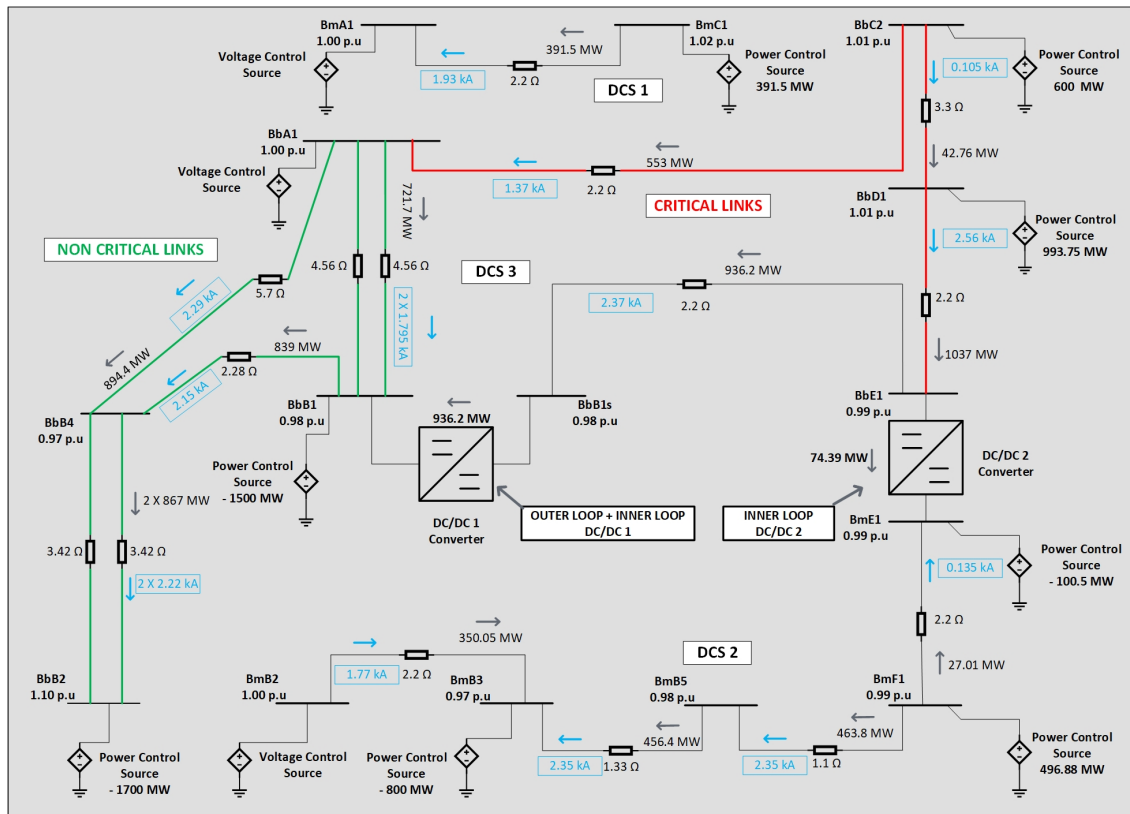 BmA1
1.00 p.u
Voltage Control
Source
391.5 MW
1.93 kA
2.2 Ω
BmC1
1.02 p.u
Power Control
Source
391.5 MW
DCS 1
BbC2
1.01 p.u
0.105 kA
Power Control
Source
600 MW
3.3 Ω
42.76 MW
BbA1
1.00 p.u
Voltage Control
Source
553 MW
1.37 kA
2.2 Ω
CRITICAL LINKS
BbD1
1.01 p.u
2.56 kA
Power Control
Source
993.75 MW
721.7 MW
NON CRITICAL LINKS
4.56 Ω
4.56 Ω
DCS 3
936.2 MW
2.37 kA
2.2 Ω
2.2 Ω
5.7 Ω
2.29 kA
2 X 1.795 kA
1037 MW
894.4 MW
839 MW
2.28 Ω
2.15 kA
BbB4
0.97 p.u
BbB1
0.98 p.u
936.2 MW
BbB1s
0.98 p.u
BbE1
0.99 p.u
74.39 MW
DC/DC 2
Converter
Power Control
Source
- 1500 MW
2 X 867 MW
OUTER LOOP + INNER LOOP
DC/DC 1
INNER LOOP
DC/DC 2
DC/DC 1
Converter
BmE1
0.99 p.u
3.42 Ω
3.42 Ω
2 X 2.22 kA
0.135 kA
Power Control
Source
- 100.5 MW
2.2 Ω
350.05 MW
1.77 kA
2.2 Ω
DCS 2
27.01 MW
BbB2
1.10 p.u
BmB2
1.00 p.u
BmB3
0.97 p.u
BmB5
0.98 p.u
BmF1
0.99 p.u
456.4 MW
463.8 MW
2.35 kA
1.33 Ω
2.35 kA
1.1 Ω
Power Control
Source
- 1700 MW
Voltage Control
Source
Power Control
Source
- 800 MW
Power Control
Source
496.88 MW